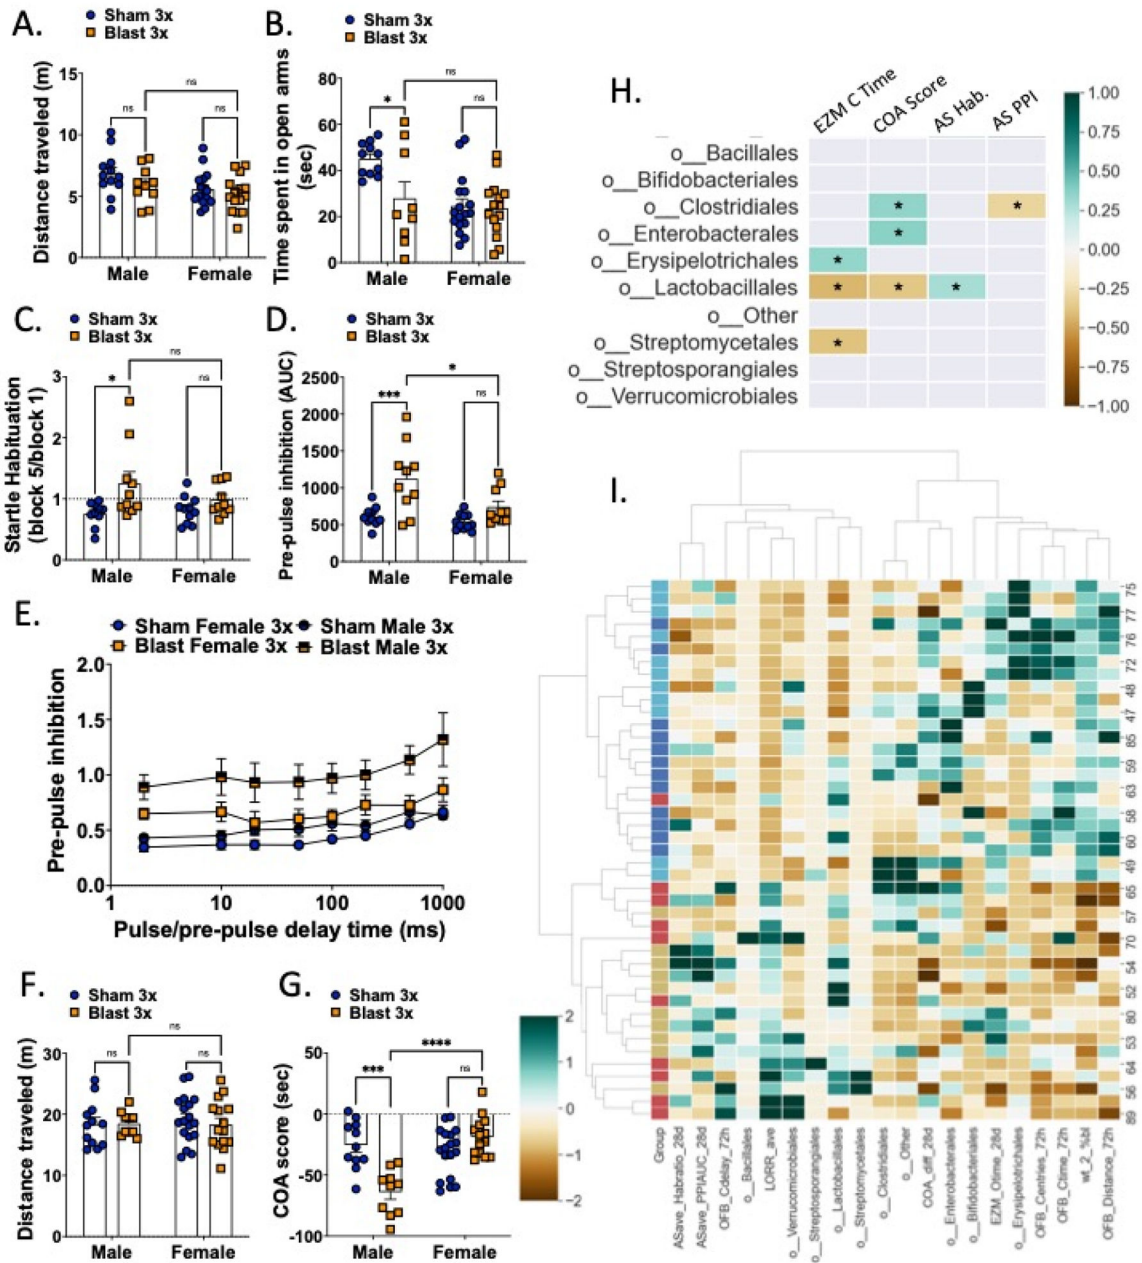 A.
Sham 3x
Blast 3x
Distance traveled (m)
15
10
5
0
ns
ns
ns
Male
Female
B.
Sham 3x
Blast 3x
Time spent in open arms
(sec)
80
60
40
20
0
*
ns
ns
Male
Female
C.
Sham 3x
Blast 3x
Startle Habituation
(block 5/block 1)
3
2
1
0
*
ns
ns
Male
Female
D.
Sham 3x
Blast 3x
Pre-pulse inhibition (AUC)
2500
2000
1500
1000
500
0
***
*
ns
Male
Female
E.
Sham Female 3x
Sham Male 3x
Blast Female 3x
Blast Male 3x
Pre-pulse inhibition
2.0
1.5
1.0
0.5
0.0
1
10
100
1000
Pulse/pre-pulse delay time (ms)
F.
Sham 3x
Blast 3x
Distance traveled (m)
30
20
10
0
ns
ns
ns
Male
Female
G.
Sham 3x
Blast 3x
COA score (sec)
50
0
-50
-100
***
****
ns
Male
Female
H.
EZM C Time
COA Score
AS Hab.
AS PPI
o__Bacillales
o__Bifidobacteriales
o__Clostridiales * *
o__Enterobacterales *
o__Erysipelotrichales *
o__Lactobacillales * * *
o__Other
o__Streptomycetales *
o__Streptosporangiales
o__Verrucomicrobiales
1.00
0.75
0.50
0.25
0.00
−0.25
−0.50
−0.75
−1.00
I.
2
1
0
−1
−2
75
77
76
72
48
47
85
59
63
58
60
49
65
57
70
54
52
80
53
64
56
89
Group
ASave_Habratio_28d
ASave_PPIAUC_28d
OFB_Cdelay_72h
o__Bacillales
LORR_ave
o__Verrucomicrobiales
o__Streptosporangiales
o__Lactobacillales
o__Streptomycetales
o__Clostridiales
o__Other
COA_diff_28d
o__Enterobacterales
o__Bifidobacteriales
EZM_Otime_28d
o__Erysipelotrichales
OFB_Centries_72h
OFB_Ctime_72h
wt_2_%bl
OFB_Distance_72h